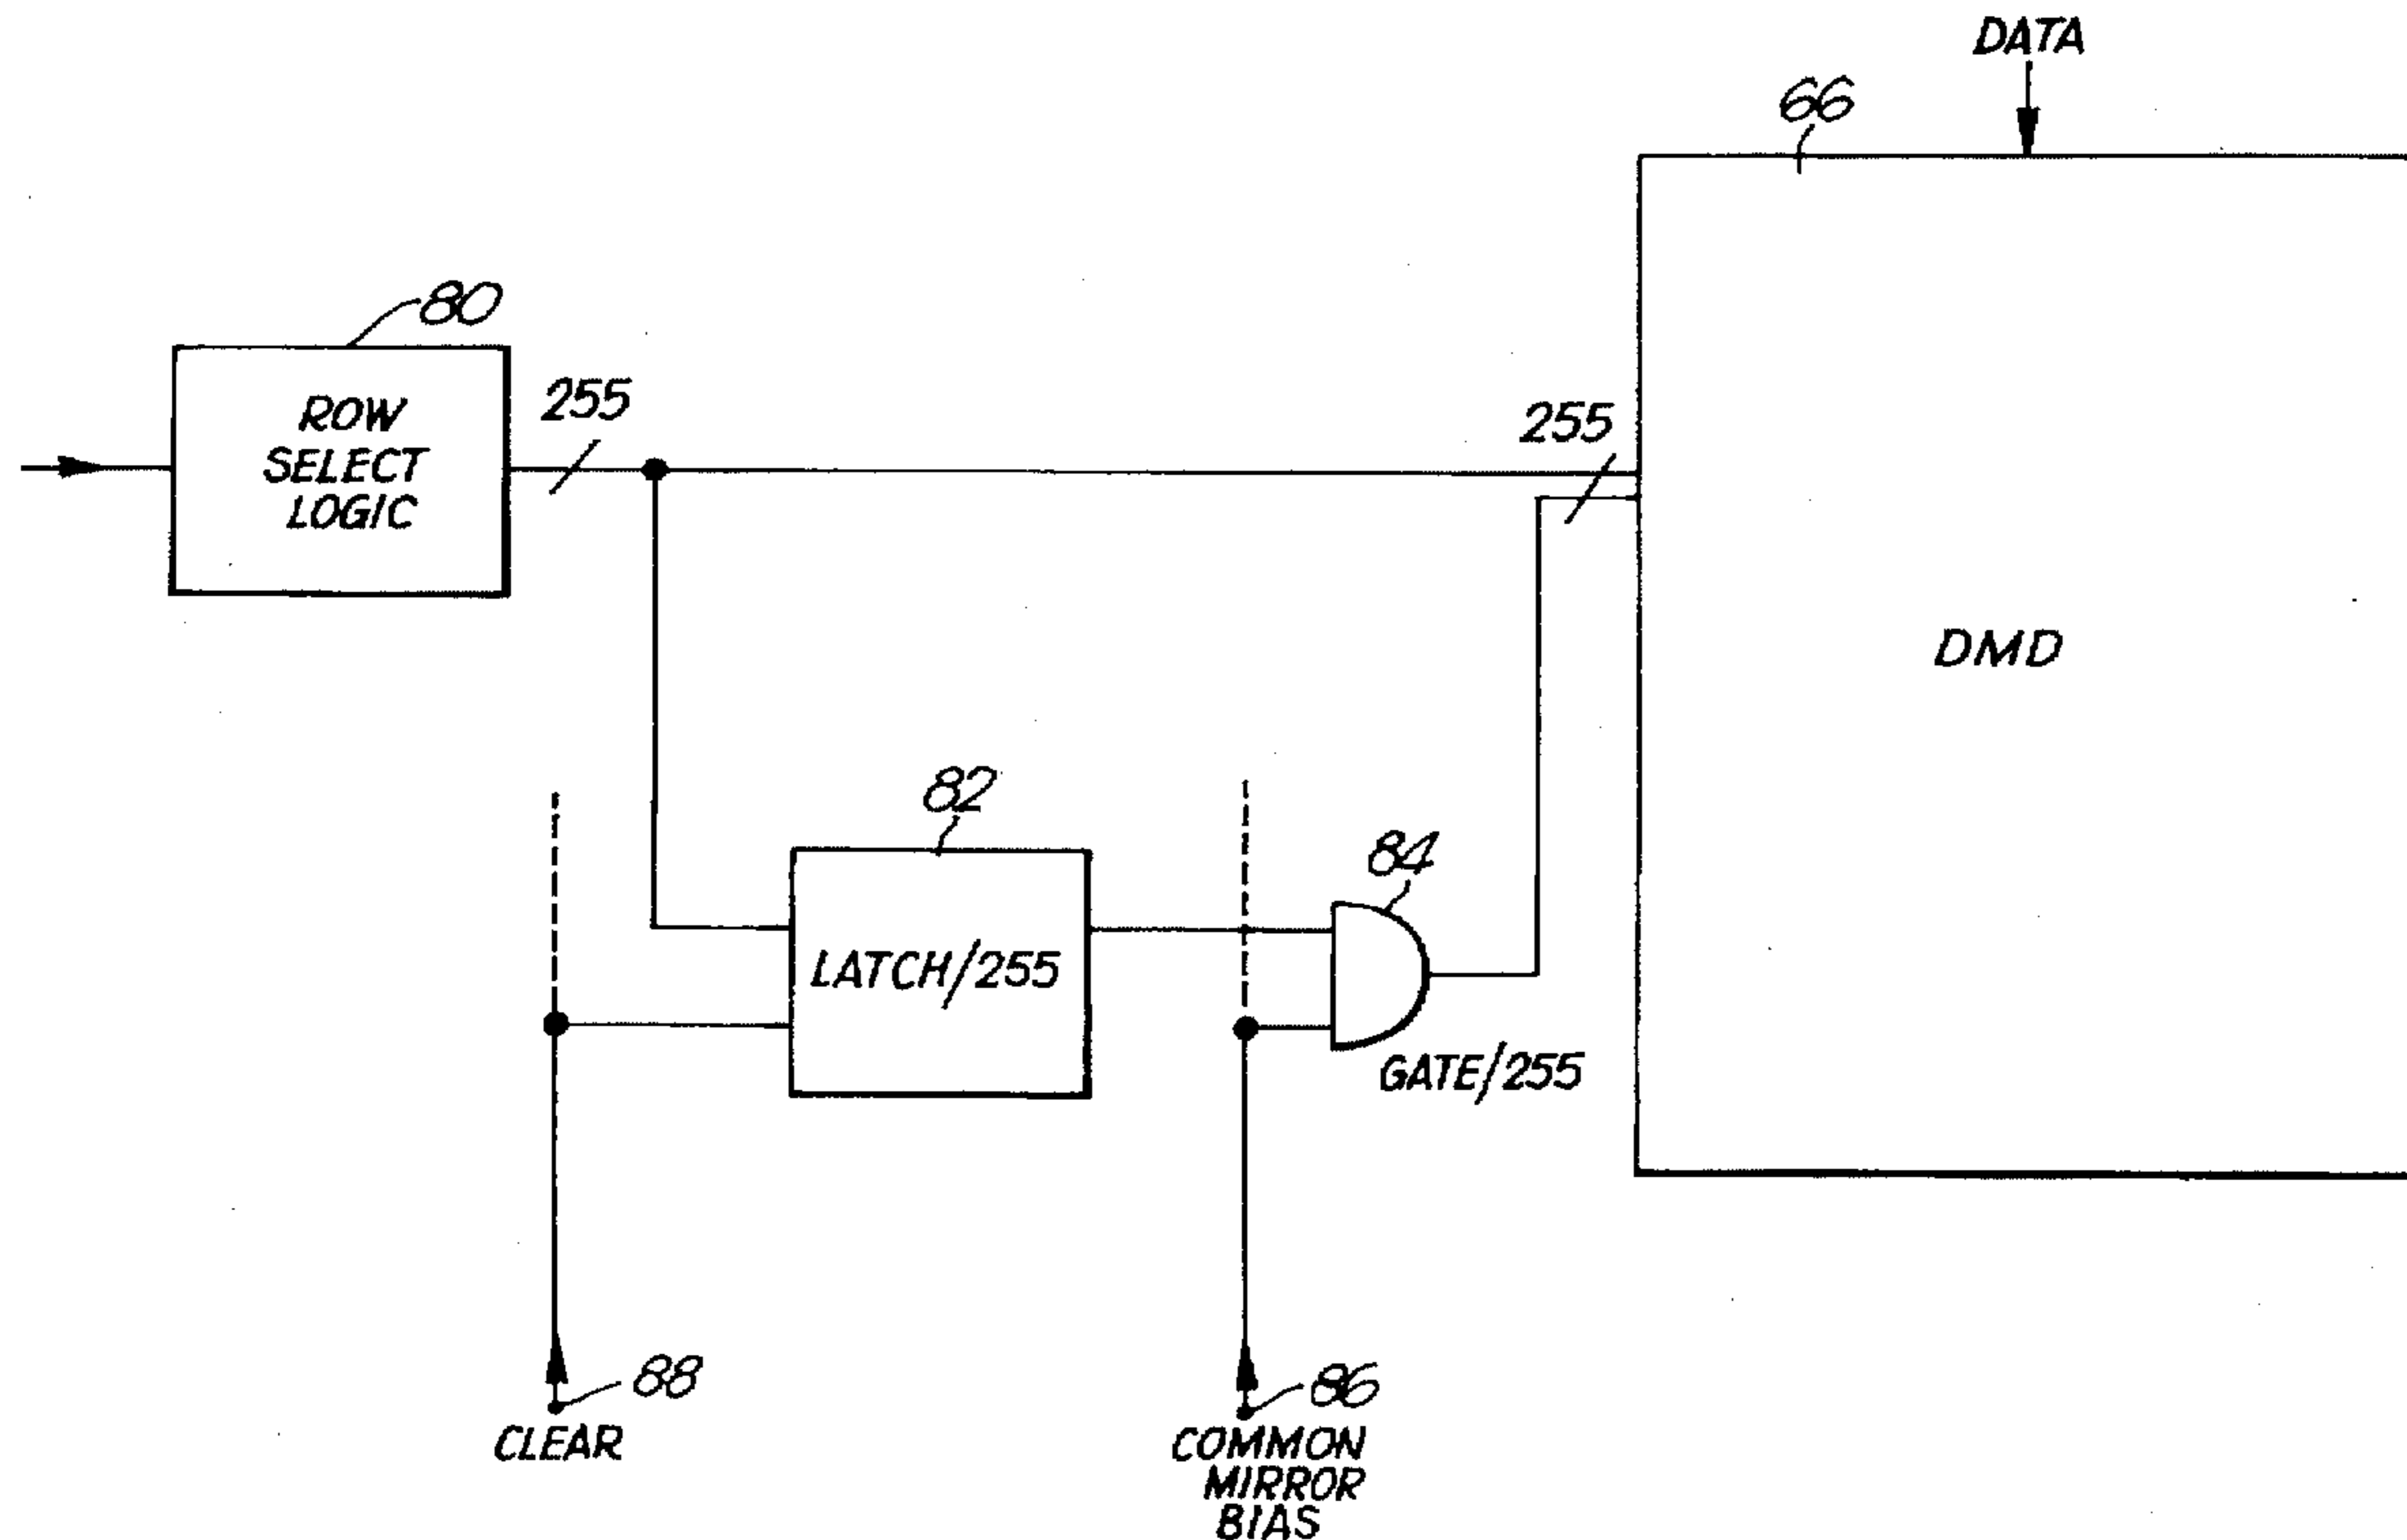 DATA
66
80
ROW
SELECT
LOGIC
255
255
DMD
82
84
LATCH/255
GATE/255
88
CLEAR
86
COMMON
MIRROR
BIAS